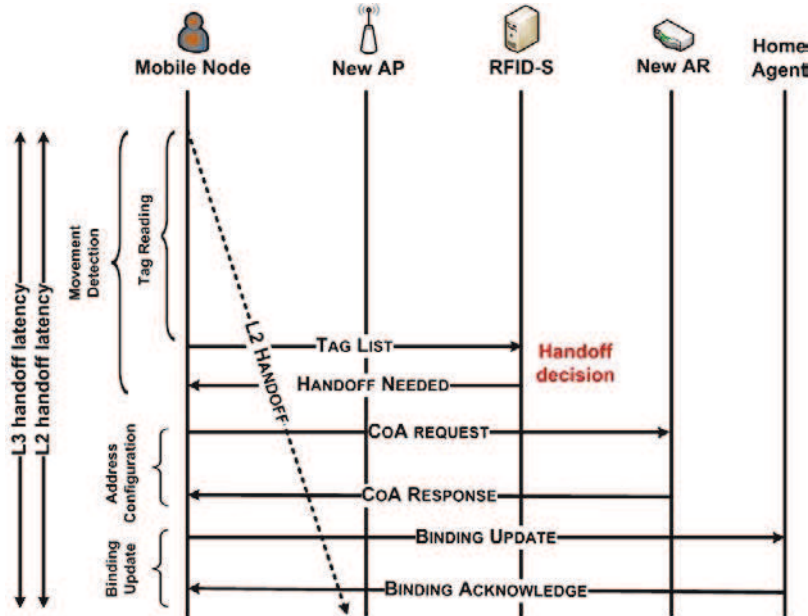 Mobile Node
New AP
RFID-S
New AR
Home
Agent
L3 handoff latency
L2 handoff latency
Movement
Detection
Tag Reading
L2 HANDOFF
TAG LIST
Handoff
decision
HANDOFF NEEDED
Address
Configuration
COA REQUEST
COA RESPONSE
Binding
Update
BINDING UPDATE
BINDING ACKNOWLEDGE